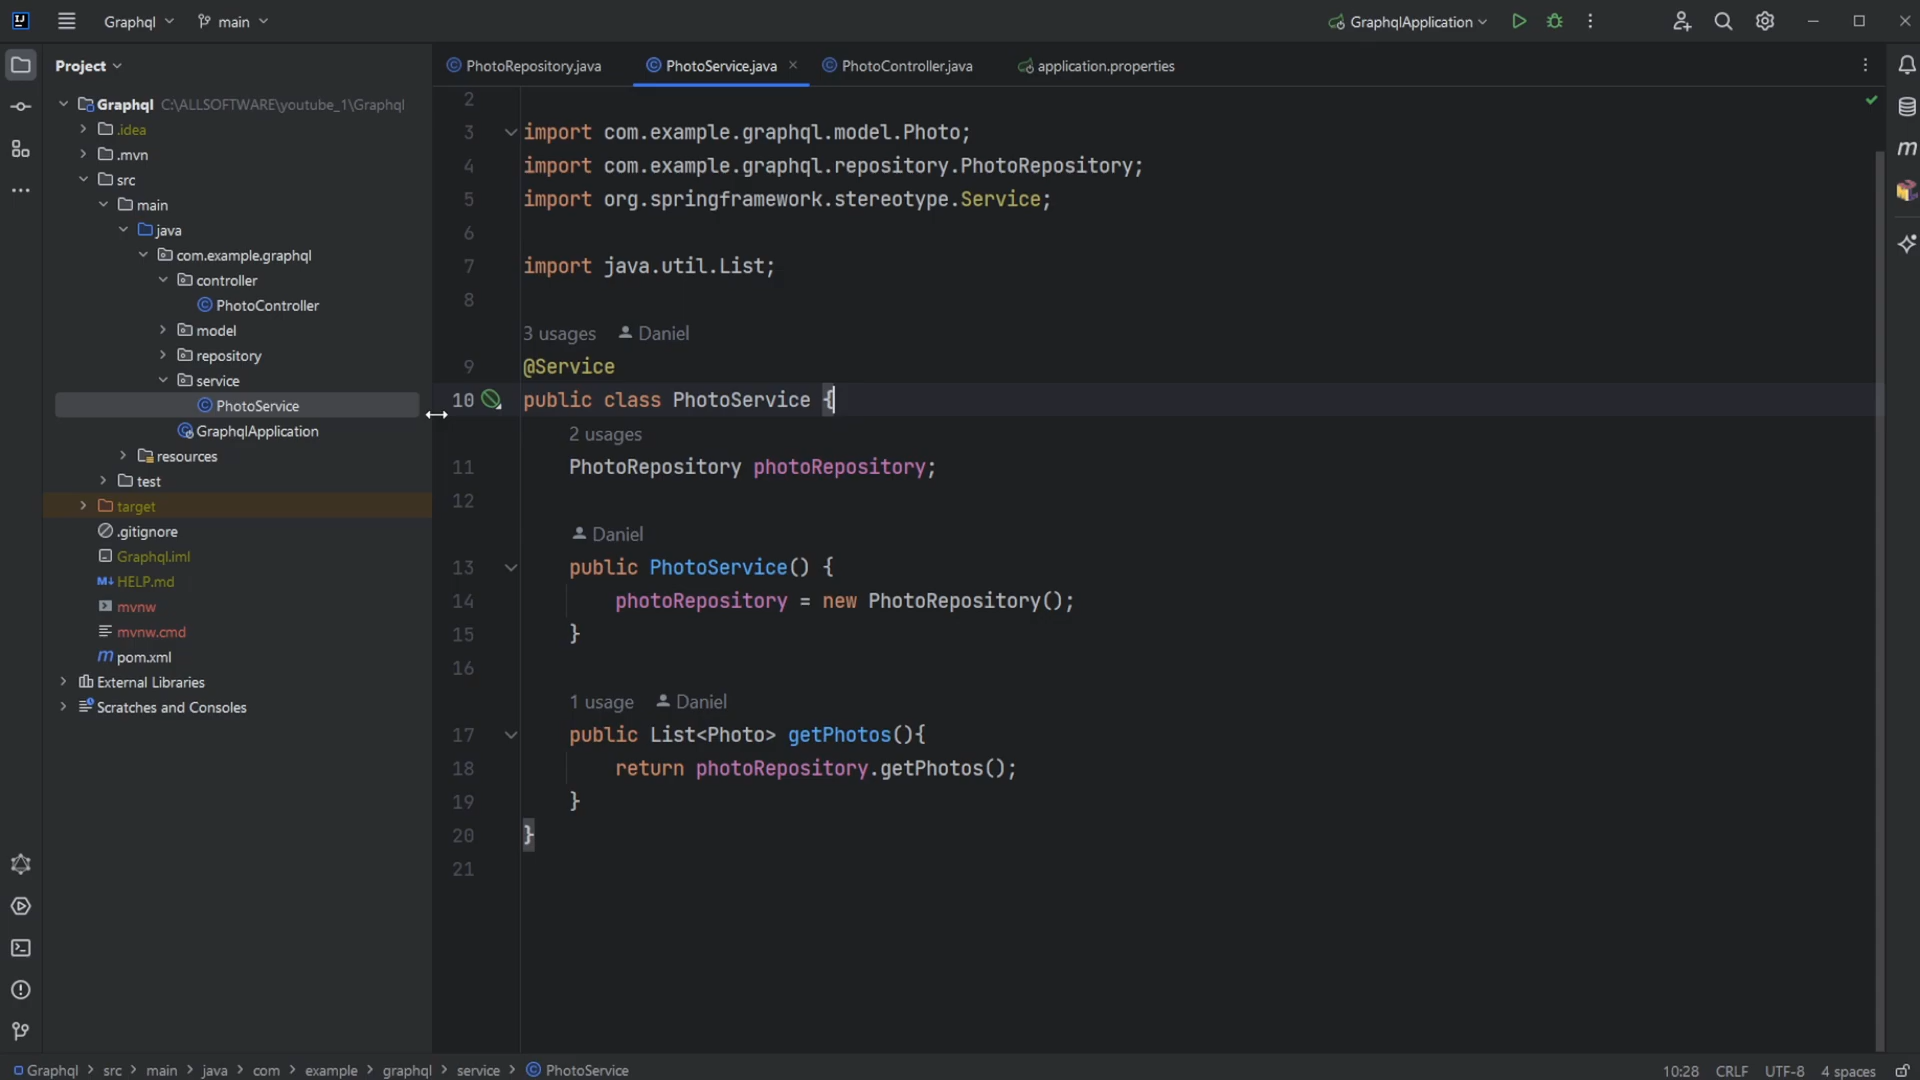 Graphql
main
GraphqlApplication
Project
PhotoRepository.java
PhotoService.java
PhotoController.java
application.properties
Graphql C:\ALLSOFTWARE\youtube_1\Graphql
.idea
.mvn
src
main
java
com.example.graphql
controller
PhotoController
model
repository
service
PhotoService
GraphqlApplication
resources
test
target
.gitignore
Graphql.iml
HELP.md
mvnw
mvnw.cmd
pom.xml
External Libraries
Scratches and Consoles
2
3 import com.example.graphql.model.Photo;
4 import com.example.graphql.repository.PhotoRepository;
5 import org.springframework.stereotype.Service;
6
7 import java.util.List;
8
3 usages Daniel
9 @Service
10 public class PhotoService {
2 usages
11 PhotoRepository photoRepository;
12
Daniel
13 public PhotoService() {
14 photoRepository = new PhotoRepository();
15 }
16
1 usage Daniel
17 public List<Photo> getPhotos(){
18 return photoRepository.getPhotos();
19 }
20 }
21
Graphql > src > main > java > com > example > graphql > service > PhotoService
10:28 CRLF UTF-8 4 spaces